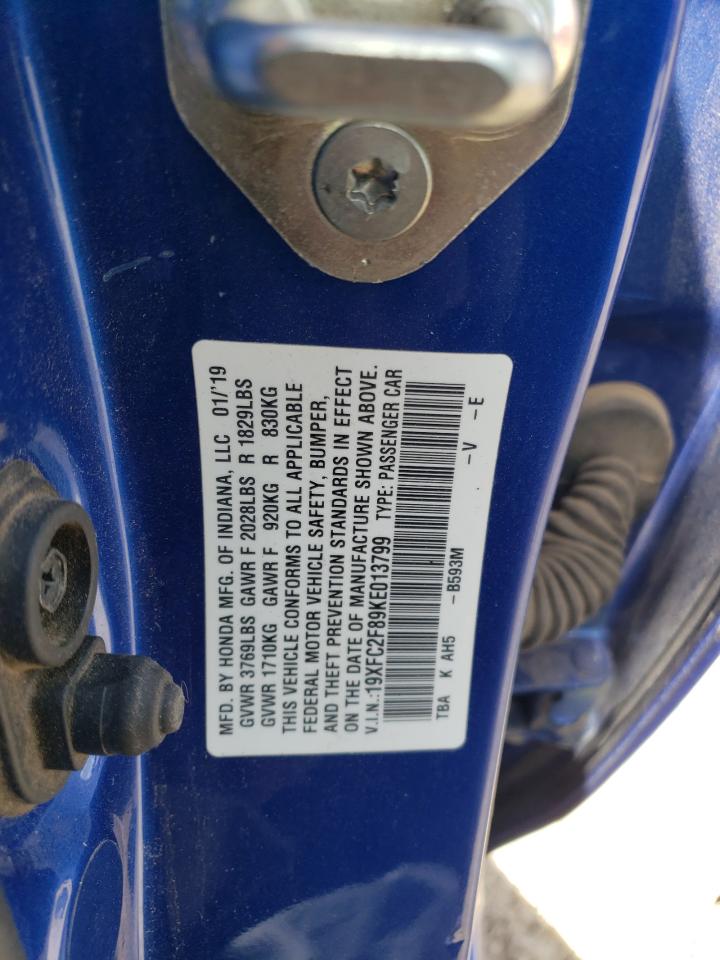 MFD. BY HONDA MFG. OF INDIANA, LLC 01/'19
GVWR 3769LBS GAWR F 2028LBS R 1829LBS
GVWR 1710KG GAWR F 920KG R 830KG
THIS VEHICLE CONFORMS TO ALL APPLICABLE
FEDERAL MOTOR VEHICLE SAFETY, BUMPER,
AND THEFT PREVENTION STANDARDS IN EFFECT
ON THE DATE OF MANUFACTURE SHOWN ABOVE.
V.I.N.:19XFC2F89KE013799 TYPE: PASSENGER CAR
TBA K AH5 – B593M – V – E